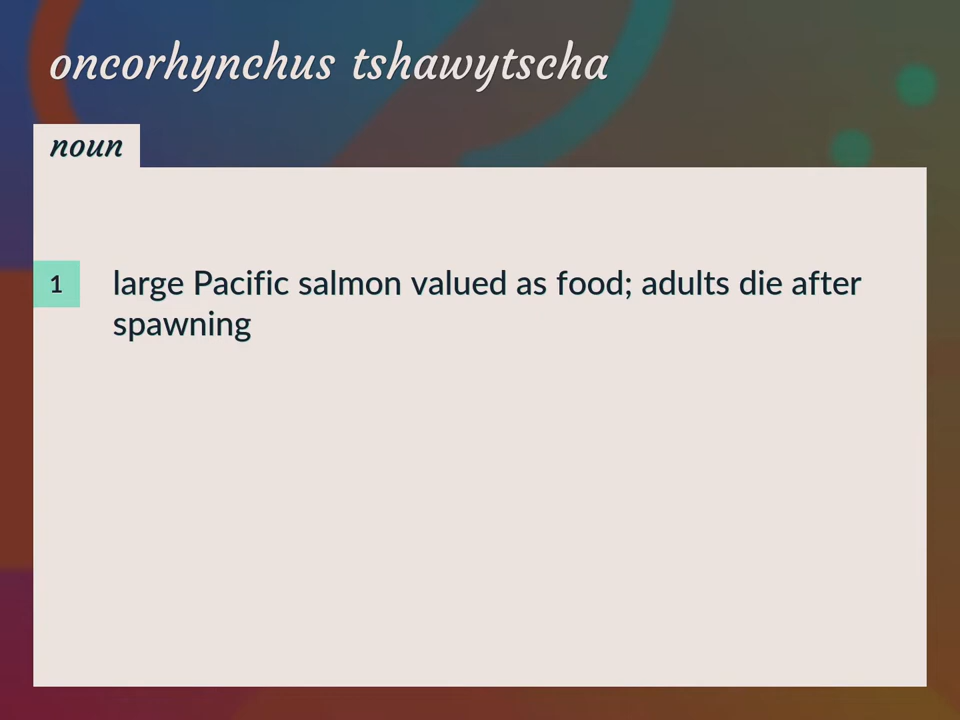 oncorhynchus tshawytscha
noun
1
large Pacific salmon valued as food; adults die after
spawning